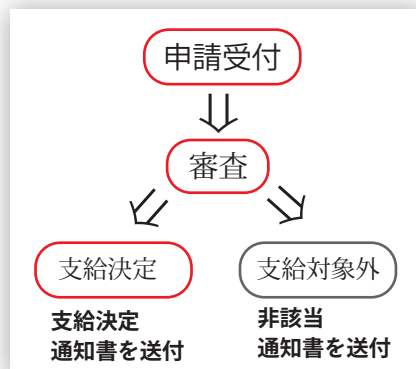 申請受付
審査
支給決定
支給対象外
支給決定
通知書を送付
非該当
通知書を送付